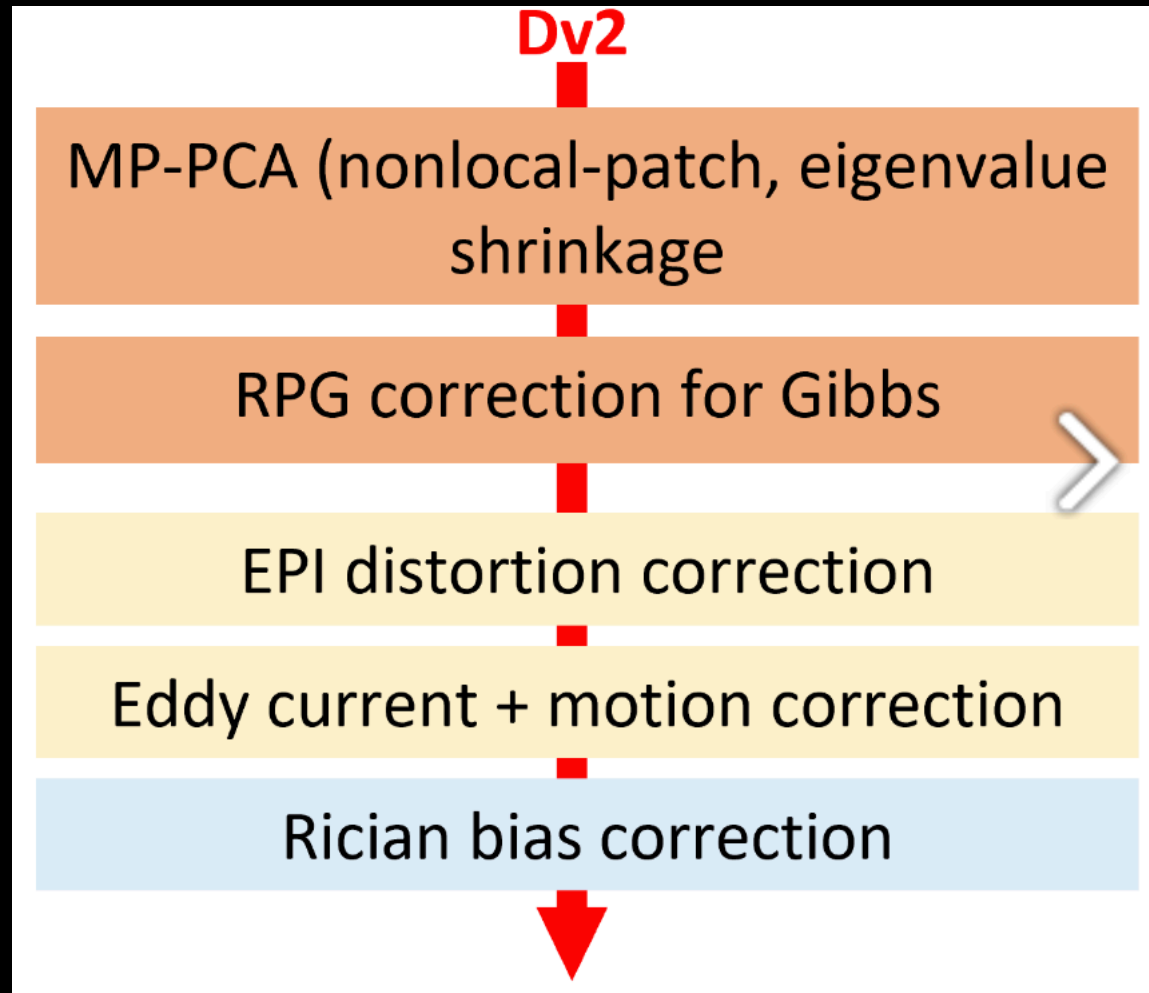 Dv2
MP-PCA (nonlocal-patch, eigenvalue
shrinkage
RPG correction for Gibbs
EPI distortion correction
Eddy current + motion correction
Rician bias correction